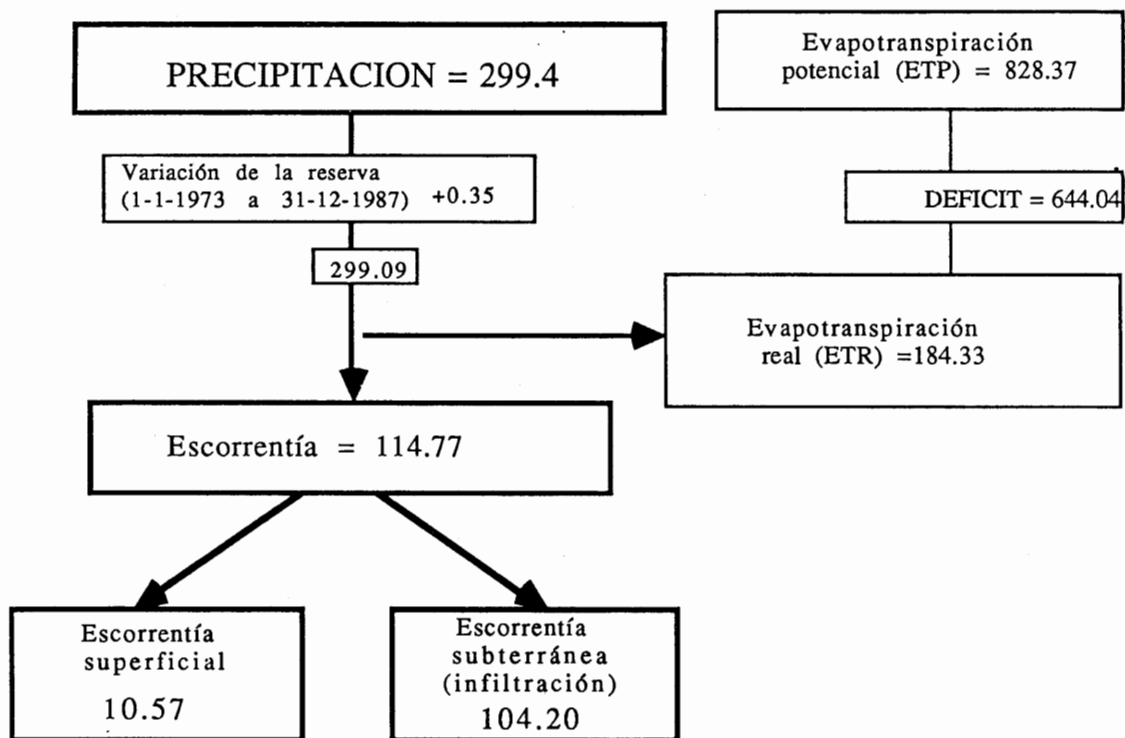 PRECIPITACION = 299.4
Evapotranspiración
potencial (ETP) = 828.37
Variación de la reserva
(1-1-1973 a 31-12-1987) +0.35
DEFICIT = 644.04
299.09
Evapotranspiración
real (ETR) =184.33
Escorrentía = 114.77
Escorrentía
superficial
10.57
Escorrentía
subterránea
(infiltración)
104.20